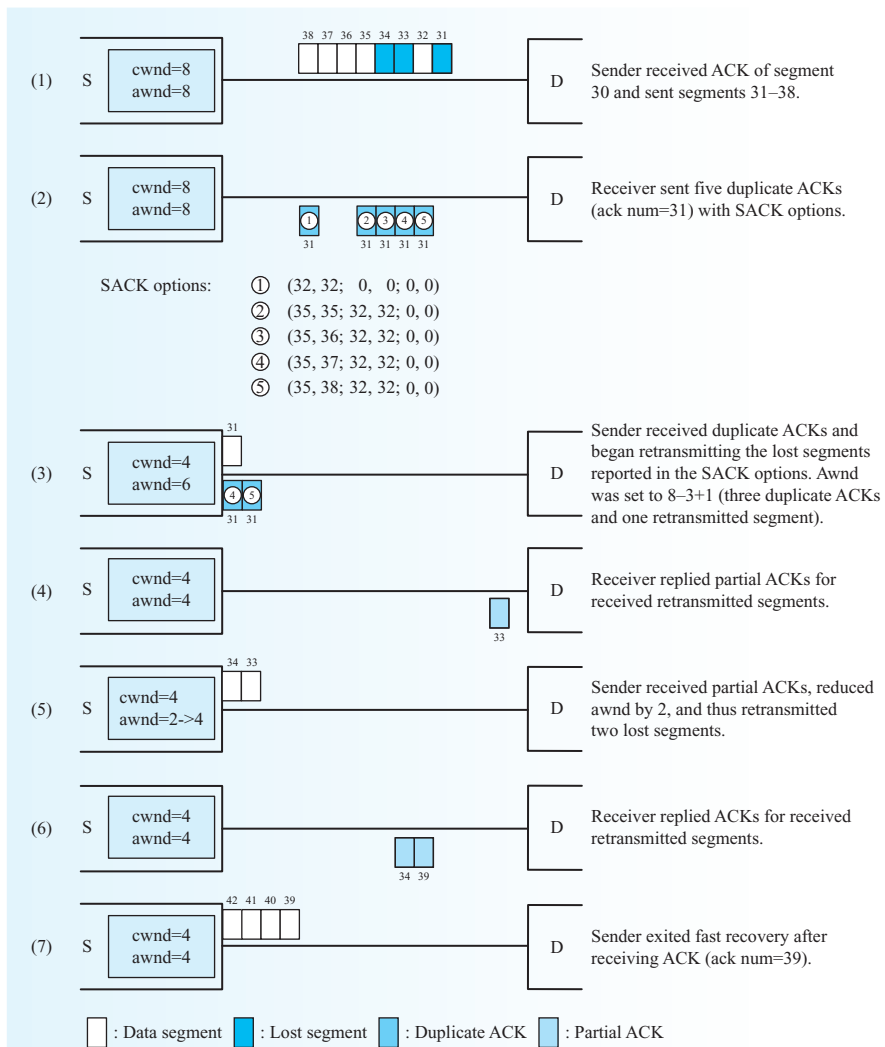 38 37 36 35 34 33 32 31
(1) S cwnd=8 D Sender received ACK of segment
awnd=8 30 and sent segments 31–38.
(2) S cwnd=8 D Receiver sent five duplicate ACKs
awnd=8 (ack num=31) with SACK options.
1 2 3 4 5
31 31 31 31 31
SACK options: 1 (32, 32; 0, 0; 0, 0)
2 (35, 35; 32, 32; 0, 0)
3 (35, 36; 32, 32; 0, 0)
4 (35, 37; 32, 32; 0, 0)
5 (35, 38; 32, 32; 0, 0)
31
(3) S cwnd=4 D Sender received duplicate ACKs and
awnd=6 began retransmitting the lost segments
reported in the SACK options. Awnd
4 5 was set to 8–3+1 (three duplicate ACKs
31 31 and one retransmitted segment).
(4) S cwnd=4 D Receiver replied partial ACKs for
awnd=4 received retransmitted segments.
33
34 33
(5) S cwnd=4 D Sender received partial ACKs, reduced
awnd=2->4 awnd by 2, and thus retransmitted
two lost segments.
(6) S cwnd=4 D Receiver replied ACKs for received
awnd=4 retransmitted segments.
34 39
42 41 40 39
(7) S cwnd=4 D Sender exited fast recovery after
awnd=4 receiving ACK (ack num=39).
: Data segment : Lost segment : Duplicate ACK : Partial ACK